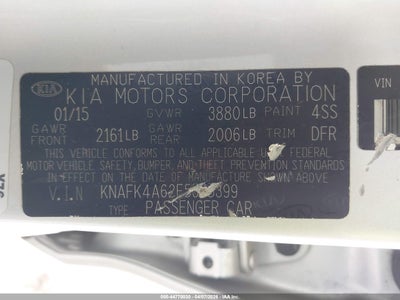 MANUFACTURED IN KOREA BY
KIA KIA MOTORS CORPORATION
01/15 GVWR 3880LB PAINT 4SS
GAWR FRONT 2161LB GAWR REAR 2006LB TRIM DFR
THIS VEHICLE CONFORMS TO ALL APPLICABLE FEDERAL
MOTOR VEHICLE SAFETY, BUMPER, AND THEFT PREVENTION
STANDARDS IN EFFECT ON THE DATE OF
MANUFACTURE SHOWN ABOVE.
V.I.N
TYPE PASSENGER CAR
VIN